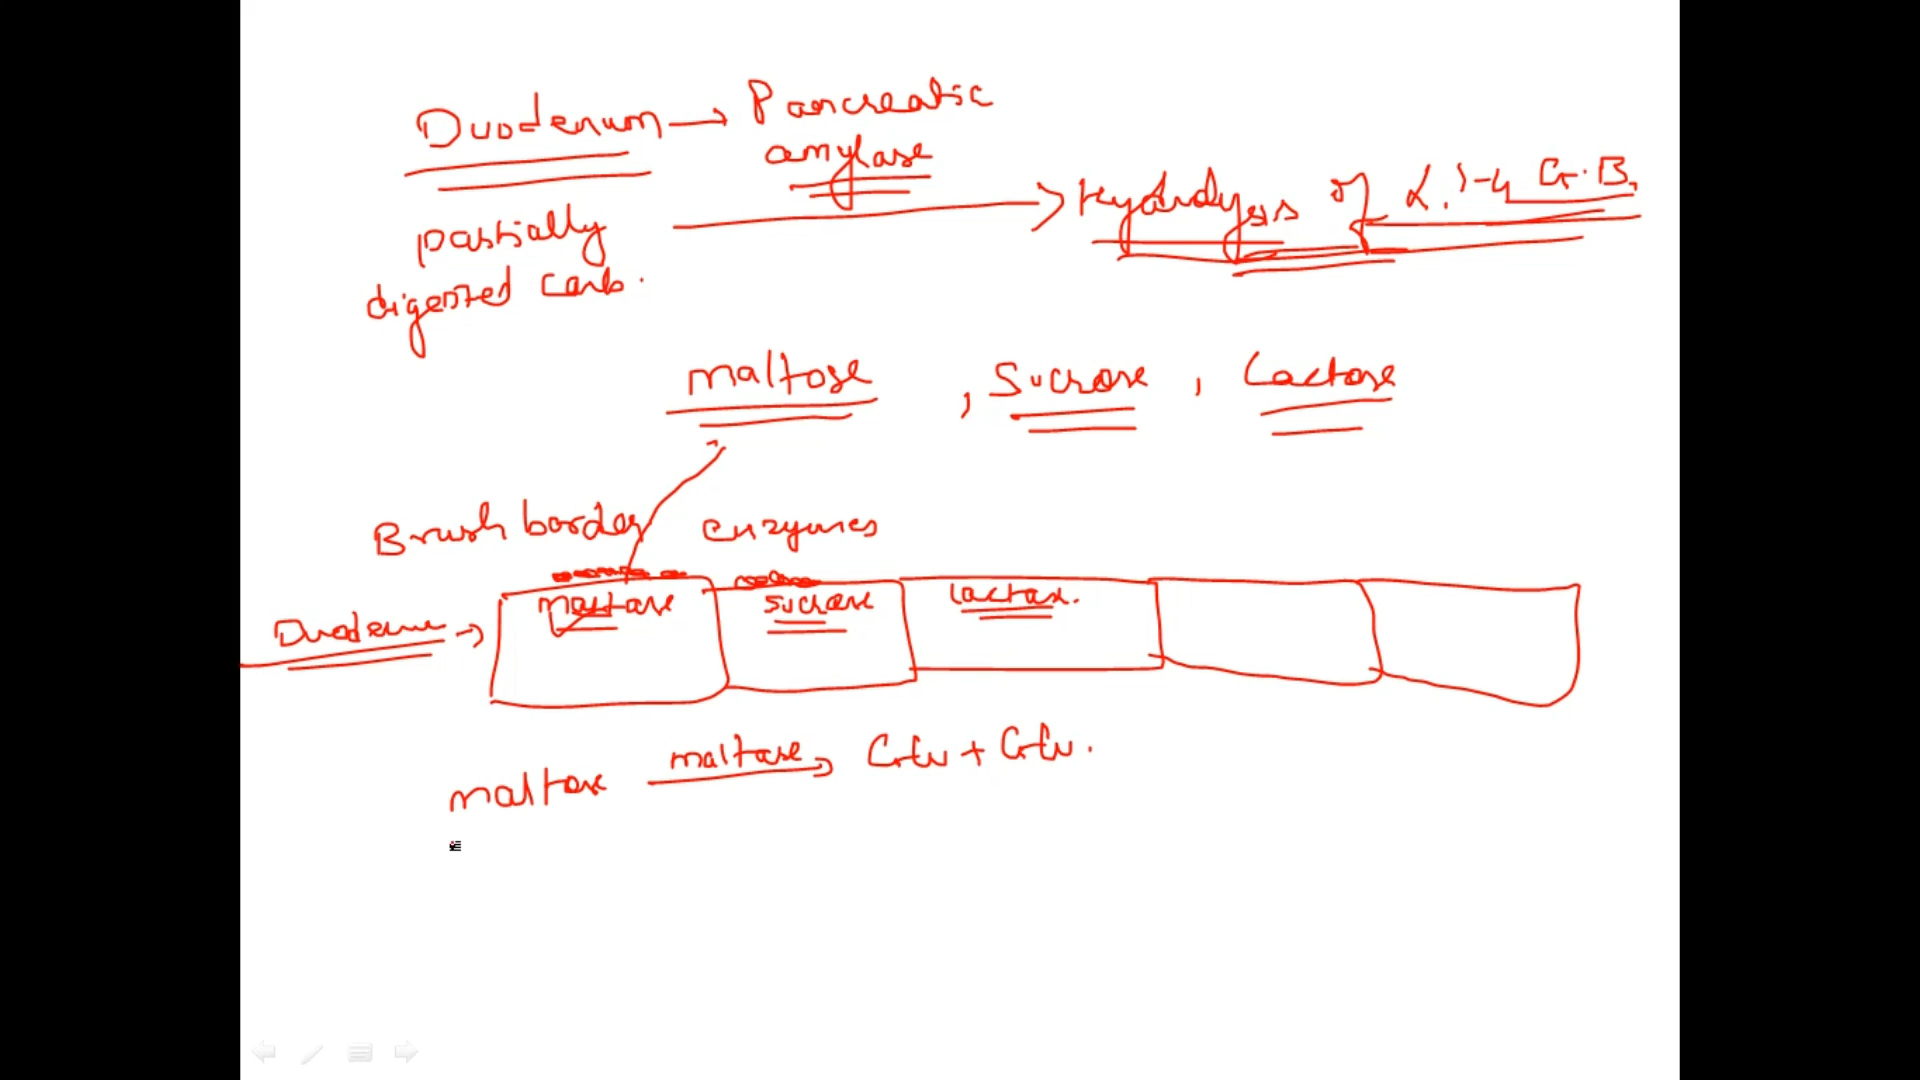 Duodenum → Pancreatic
amylase
partially → Hydrolysis of α.1-4 G.B.
digested carb.
maltose, Sucrose, Lactose
Brush border enzymes
Duodenum → maltase sucrase lactase.
maltose maltase→ Glu + Glu.